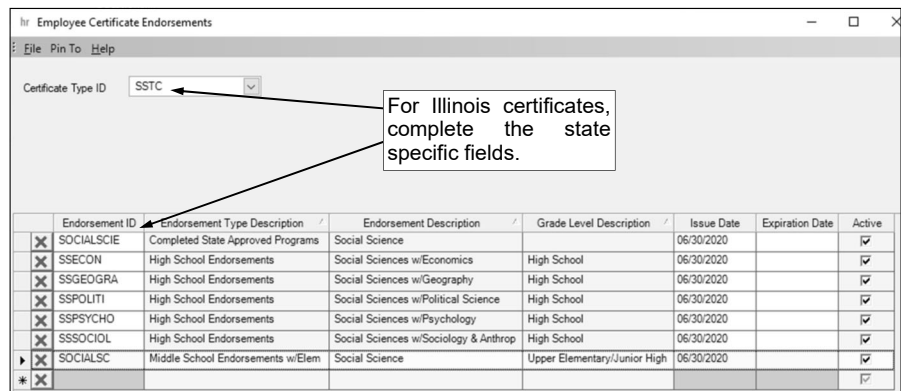 hr Employee Certificate Endorsements
File Pin To Help
Certificate Type ID SSTC
For Illinois certificates,
complete the state
specific fields.
Endorsement ID Endorsement Type Description Endorsement Description Grade Level Description Issue Date Expiration Date Active
SOCIALSCIE Completed State Approved Programs Social Science 06/30/2020
SSECON High School Endorsements Social Sciences w/Economics High School 06/30/2020
SSGEOGRA High School Endorsements Social Sciences w/Geography High School 06/30/2020
SSPOLITI High School Endorsements Social Sciences w/Political Science High School 06/30/2020
SSPSYCHO High School Endorsements Social Sciences w/Psychology High School 06/30/2020
SSSOCIOL High School Endorsements Social Sciences w/Sociology & Anthrop High School 06/30/2020
SOCIALSC Middle School Endorsements w/Elem Social Science Upper Elementary/Junior High 06/30/2020